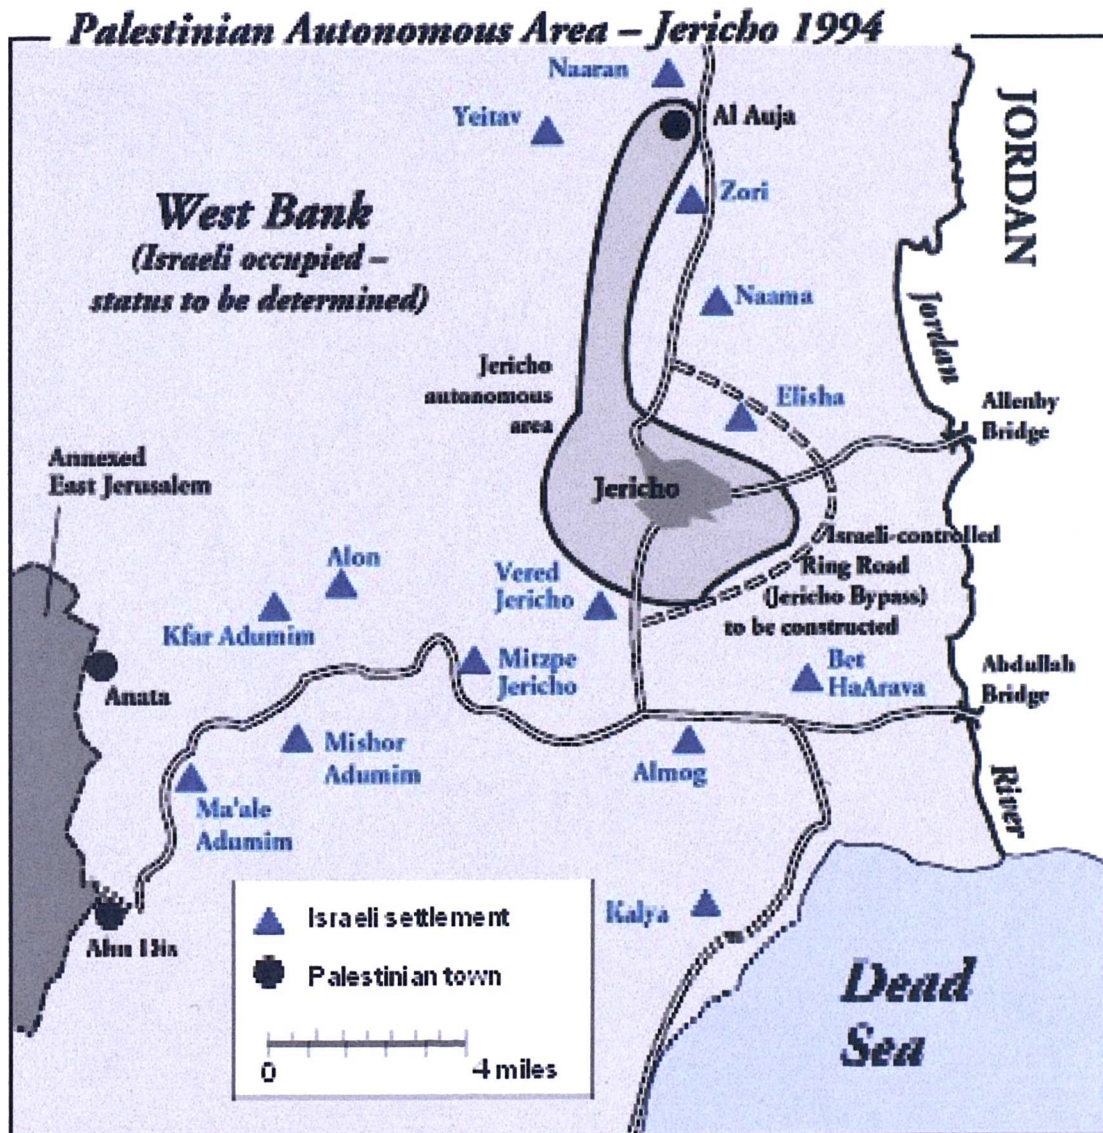 Palestinian Autonomous Area – Jericho 1994
Naaran
Yeitav
Al Auja
JORDAN
West Bank
(Israeli occupied –
status to be determined)
Zori
Naama
Jordan
Jericho
autonomous
area
Elisha
Allenby
Bridge
Annexed
East Jerusalem
Jericho
Israeli-controlled
Ring Road
(Jericho Bypass)
to be constructed
Alon
Vered
Jericho
Kfar Adumim
Mitzpe
Jericho
Bet
HaArava
Abdullah
Bridge
Anata
Mishor
Adumim
Almog
River
Ma'ale
Adumim
Kalya
Israeli settlement
Palestinian town
0 4 miles
Dead
Sea